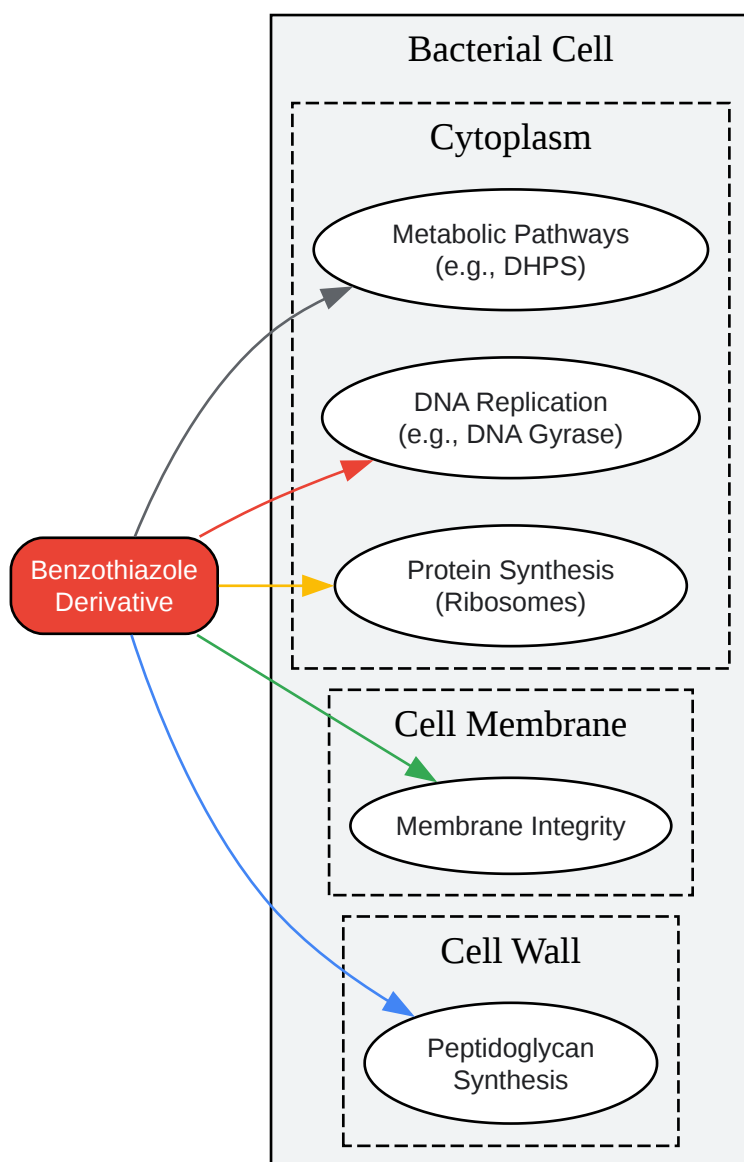 Bacterial Cell
Cytoplasm
Metabolic Pathways
(e.g., DHPS)
DNA Replication
(e.g., DNA Gyrase)
Protein Synthesis
(Ribosomes)
Benzothiazole
Derivative
Cell Membrane
Membrane Integrity
Cell Wall
Peptidoglycan
Synthesis